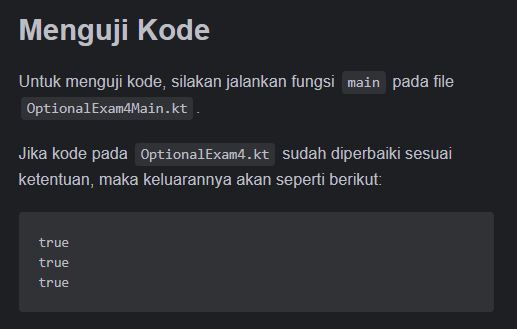 Menguji Kode
Untuk menguji kode, silakan jalankan fungsi main pada file
OptionalExam4Main.kt .
Jika kode pada OptionalExam4.kt sudah diperbaiki sesuai
ketentuan, maka keluarannya akan seperti berikut:
true
true
true